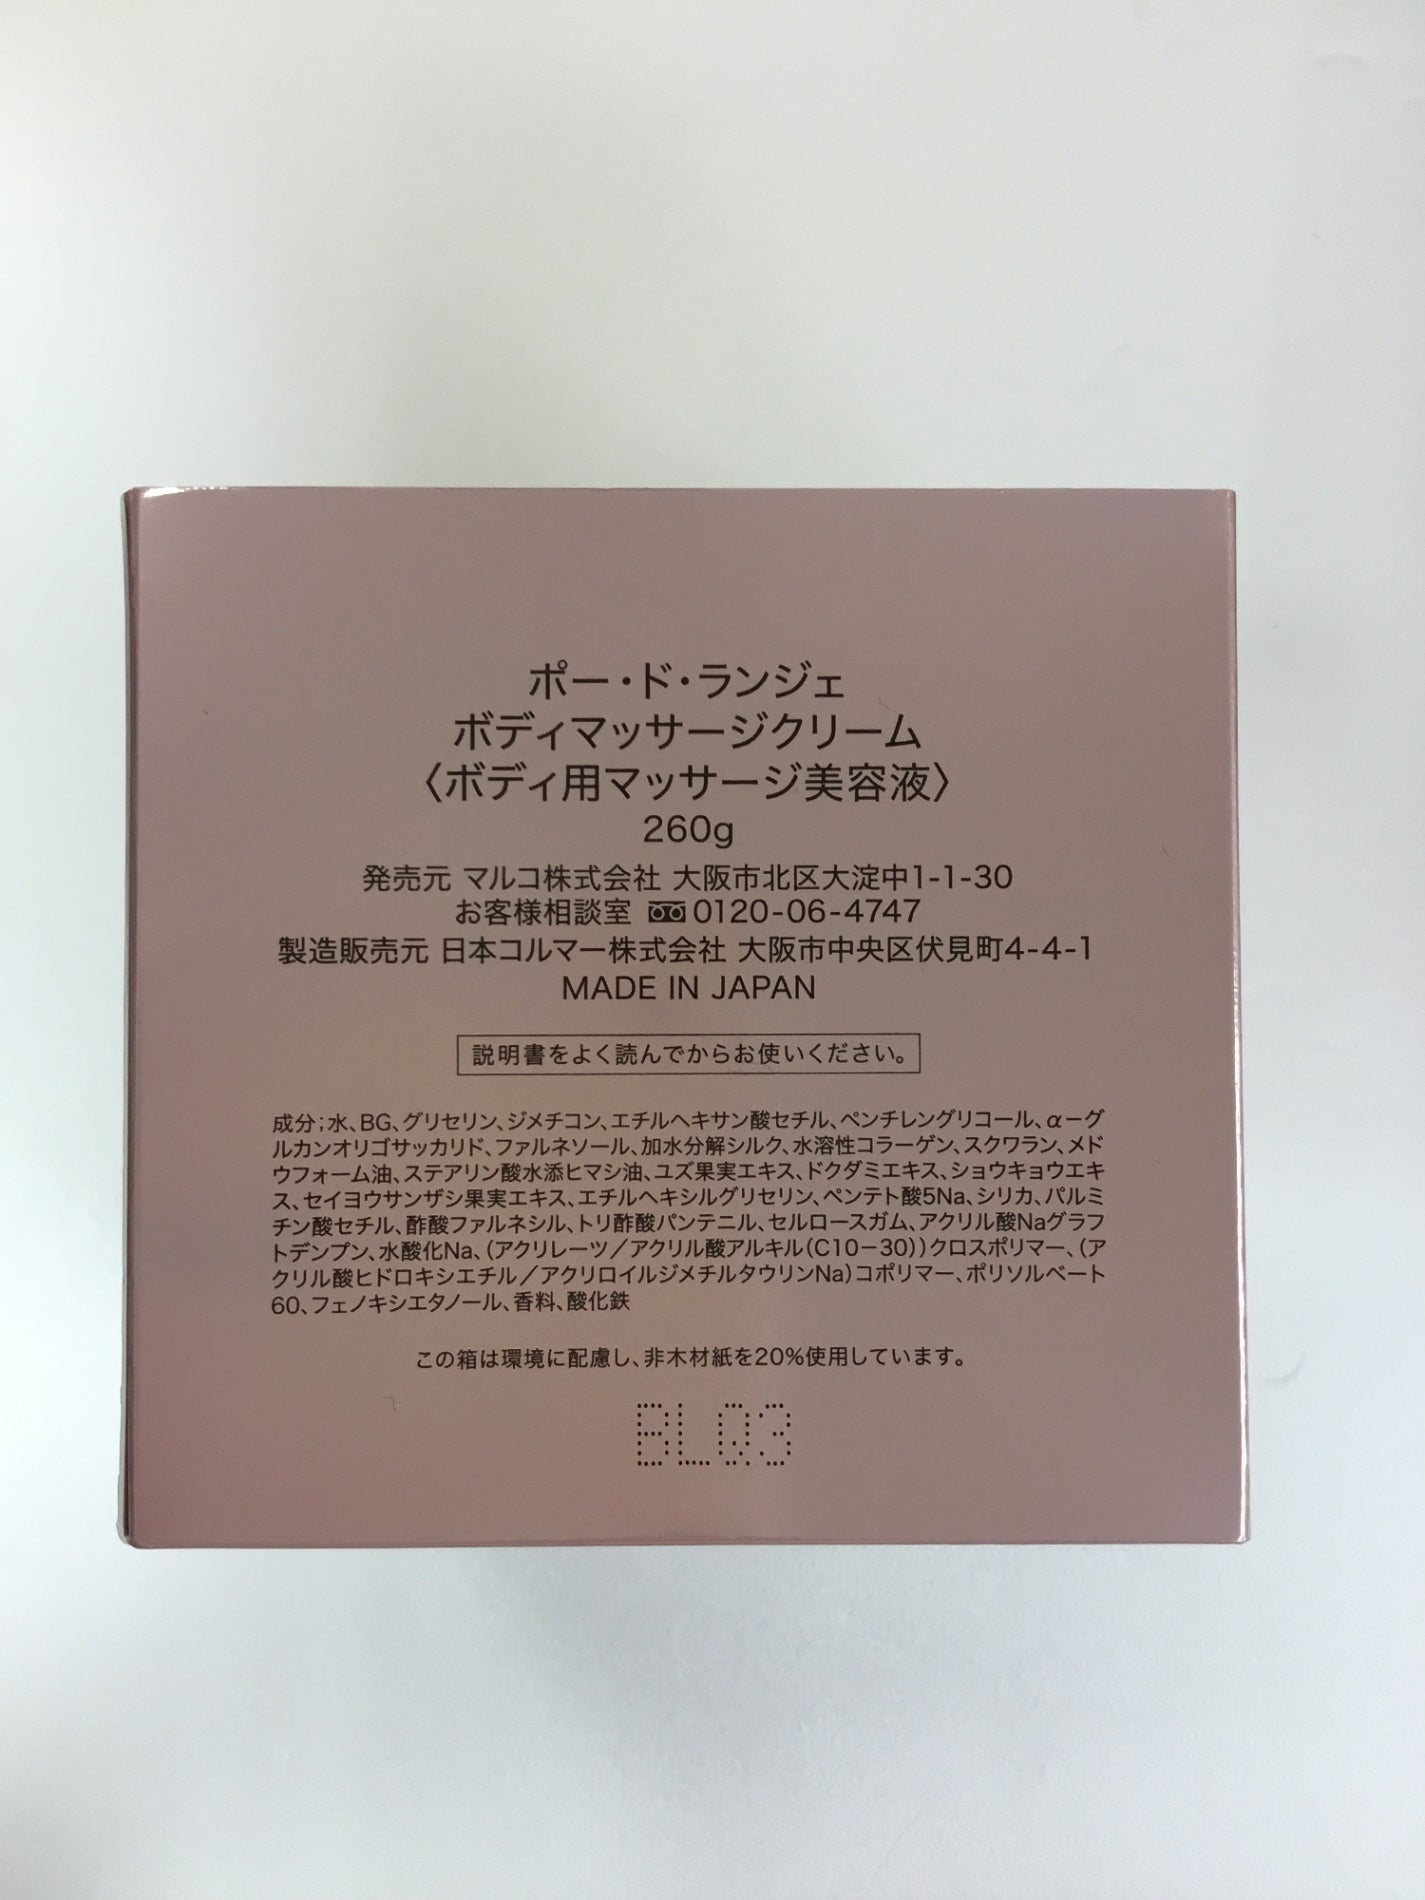 ポー・ド・ランジェ
ボディマッサージクリーム
〈ボディ用マッサージ美容液〉
260g
発売元 マルコ株式会社 大阪市北区大淀中1-1-30
お客様相談室 0120-06-4747
製造販売元 日本コルマー株式会社 大阪市中央区伏見町4-4-1
MADE IN JAPAN
説明書をよく読んでからお使いください。
成分;水、BG、グリセリン、ジメチコン、エチルヘキサン酸セチル、ペンチレングリコール、α－グ
ルカンオリゴサッカリド、ファルネソール、加水分解シルク、水溶性コラーゲン、スクワラン、メド
ウフォーム油、ステアリン酸水添ヒマシ油、ユズ果実エキス、ドクダミエキス、ショウキョウエキ
ス、セイヨウサンザシ果実エキス、エチルヘキシルグリセリン、ペンテト酸5Na、シリカ、パルミ
チン酸セチル、酢酸ファルネシル、トリ酢酸パンテニル、セルロースガム、アクリル酸Naグラフ
トデンプン、水酸化Na、(アクリレーツ／アクリル酸アルキル(C10－30))クロスポリマー、(ア
クリル酸ヒドロキシエチル／アクリロイルジメチルタウリンNa)コポリマー、ポリソルベート
60、フェノキシエタノール、香料、酸化鉄
この箱は環境に配慮し、非木材紙を20%使用しています。
BLQ3